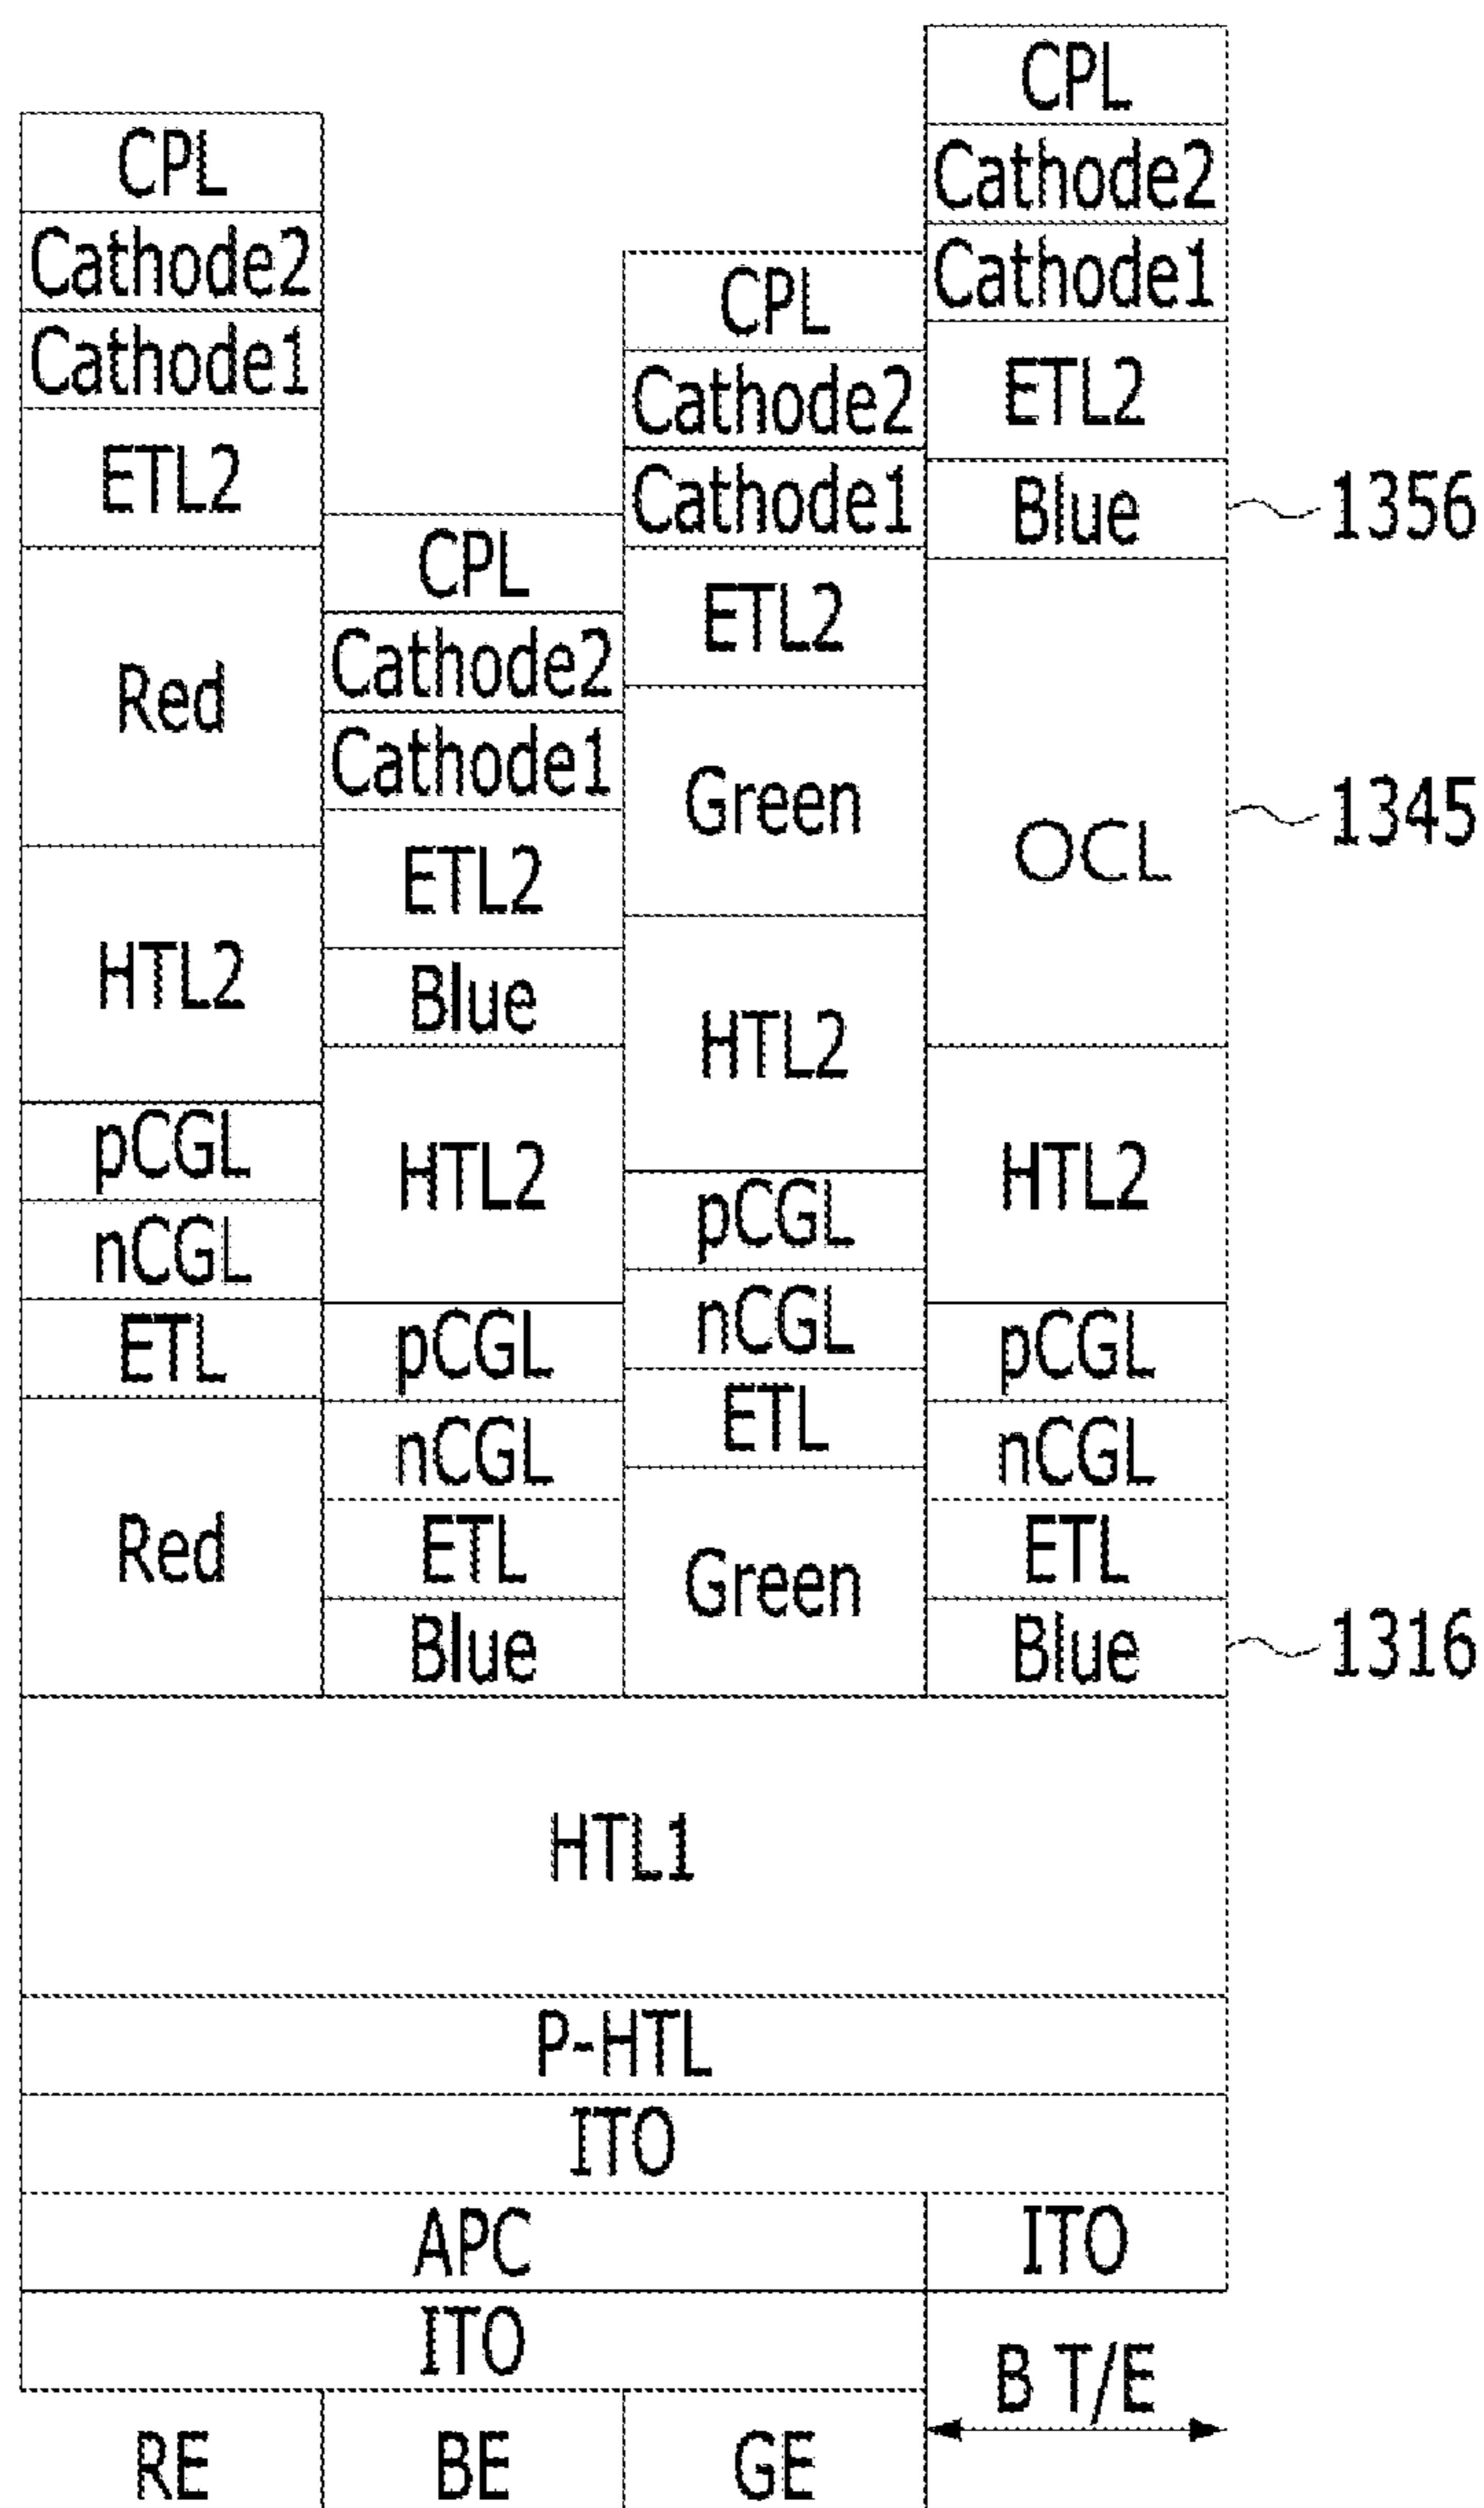 CPL
Cathode2
Cathode1
ETL2
Red
HTL2
pCGL
nCGL
ETL
Red
CPL
Cathode2
Cathode1
ETL2
Blue
HTL2
pCGL
nCGL
ETL
Blue
CPL
Cathode2
Cathode1
ETL2
Green
HTL2
pCGL
nCGL
ETL
Green
CPL
Cathode2
Cathode1
ETL2
Blue
1356
OCL
1345
HTL2
pCGL
nCGL
ETL
Blue
1316
HTL1
P-HTL
ITO
APC
ITO
ITO
B T/E
RE
BE
GE